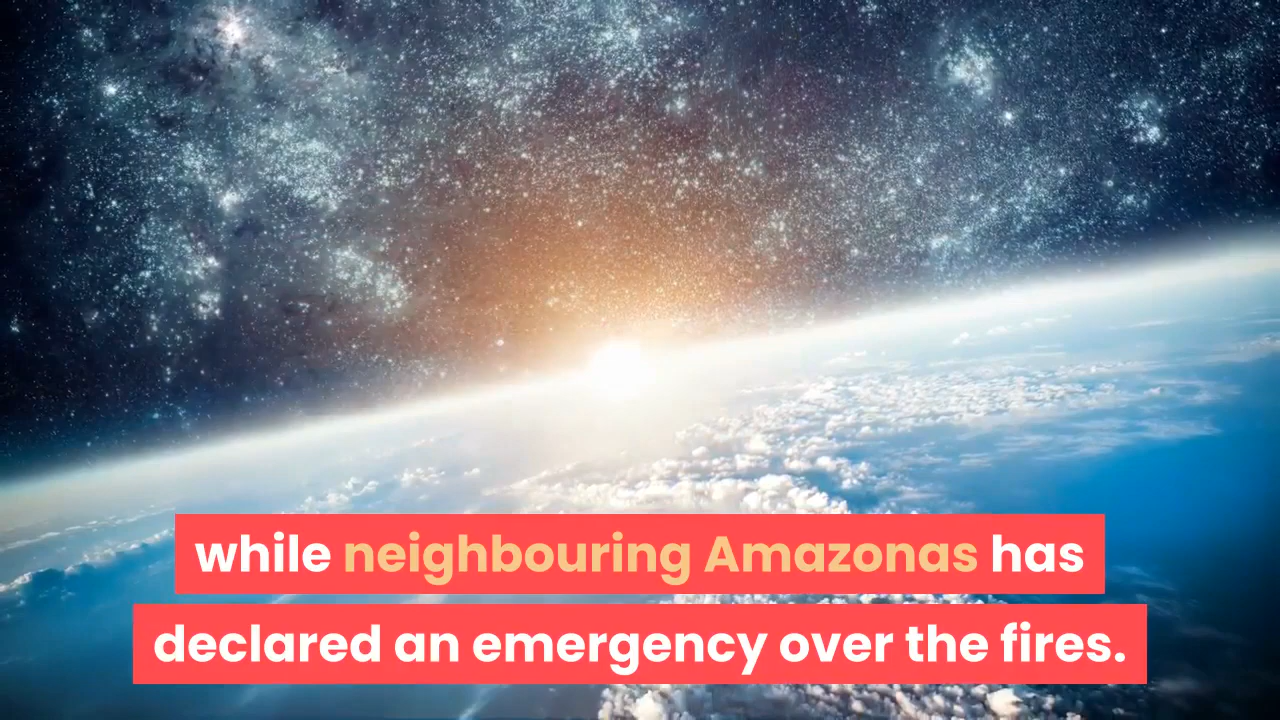 while neighbouring Amazonas has
declared an emergency over the fires.